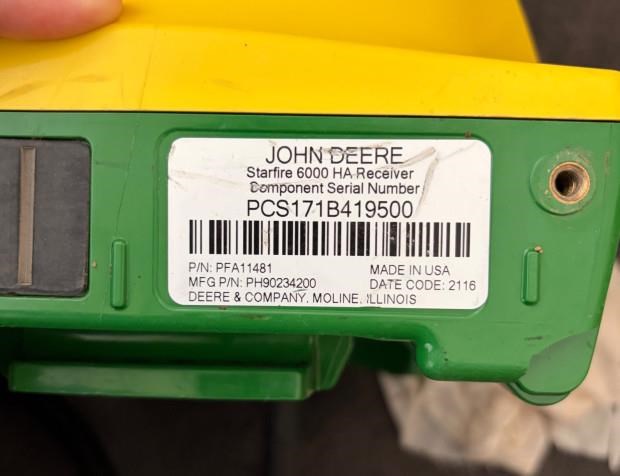 JOHN DEERE
Starfire 6000 HA Receiver
Component Serial Number
PCS171B419500
P/N: PFA11481
MADE IN USA
MFG P/N: PH90234200
DATE CODE: 2116
DEERE & COMPANY, MOLINE, ILLINOIS